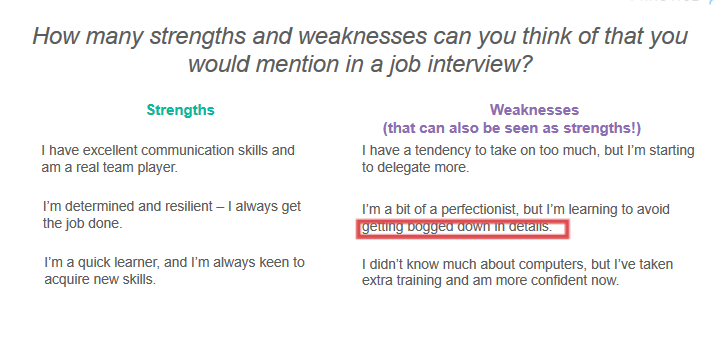 How many strengths and weaknesses can you think of that you
would mention in a job interview?
Strengths
I have excellent communication skills and
am a real team player.
I'm determined and resilient – I always get
the job done.
I'm a quick learner, and I'm always keen to
acquire new skills.
Weaknesses
(that can also be seen as strengths!)
I have a tendency to take on too much, but I'm starting
to delegate more.
I'm a bit of a perfectionist, but I'm learning to avoid
getting bogged down in details.
I didn't know much about computers, but I've taken
extra training and am more confident now.